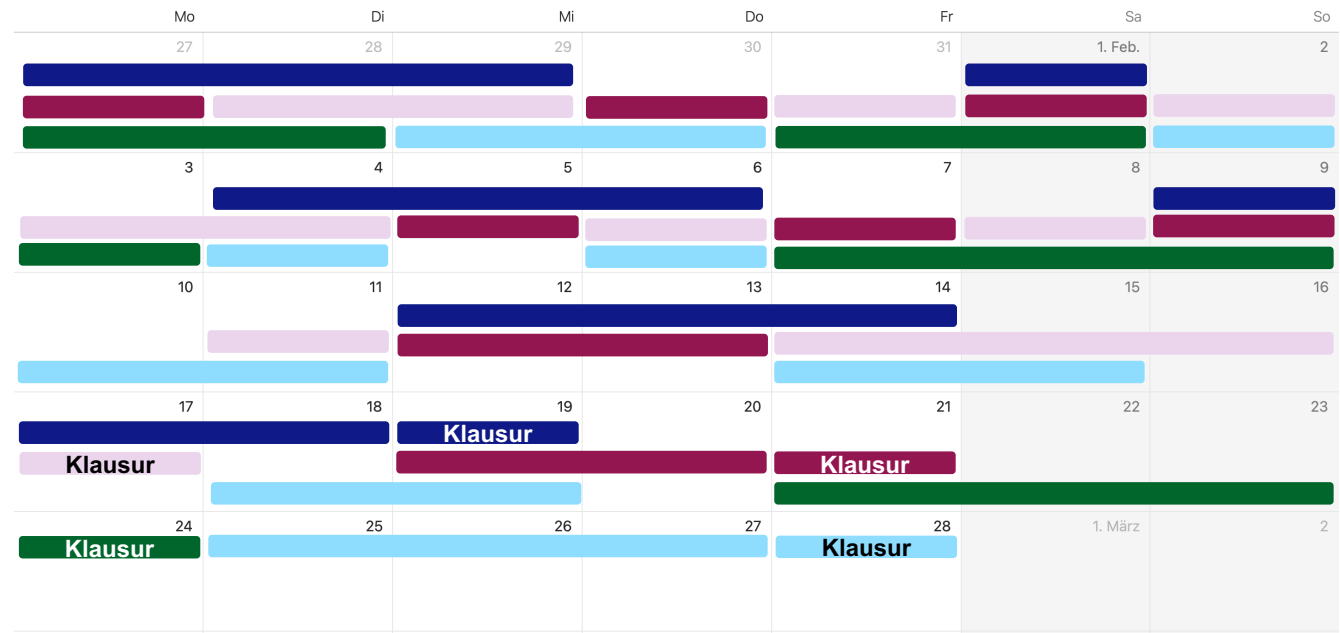 Mo Di Mi Do Fr Sa So
27 28 29 30 31 1. Feb. 2
3 4 5 6 7 8 9
10 11 12 13 14 15 16
17 18 19 20 21 22 23
Klausur
Klausur Klausur
24 25 26 27 28 1. März 2
Klausur Klausur